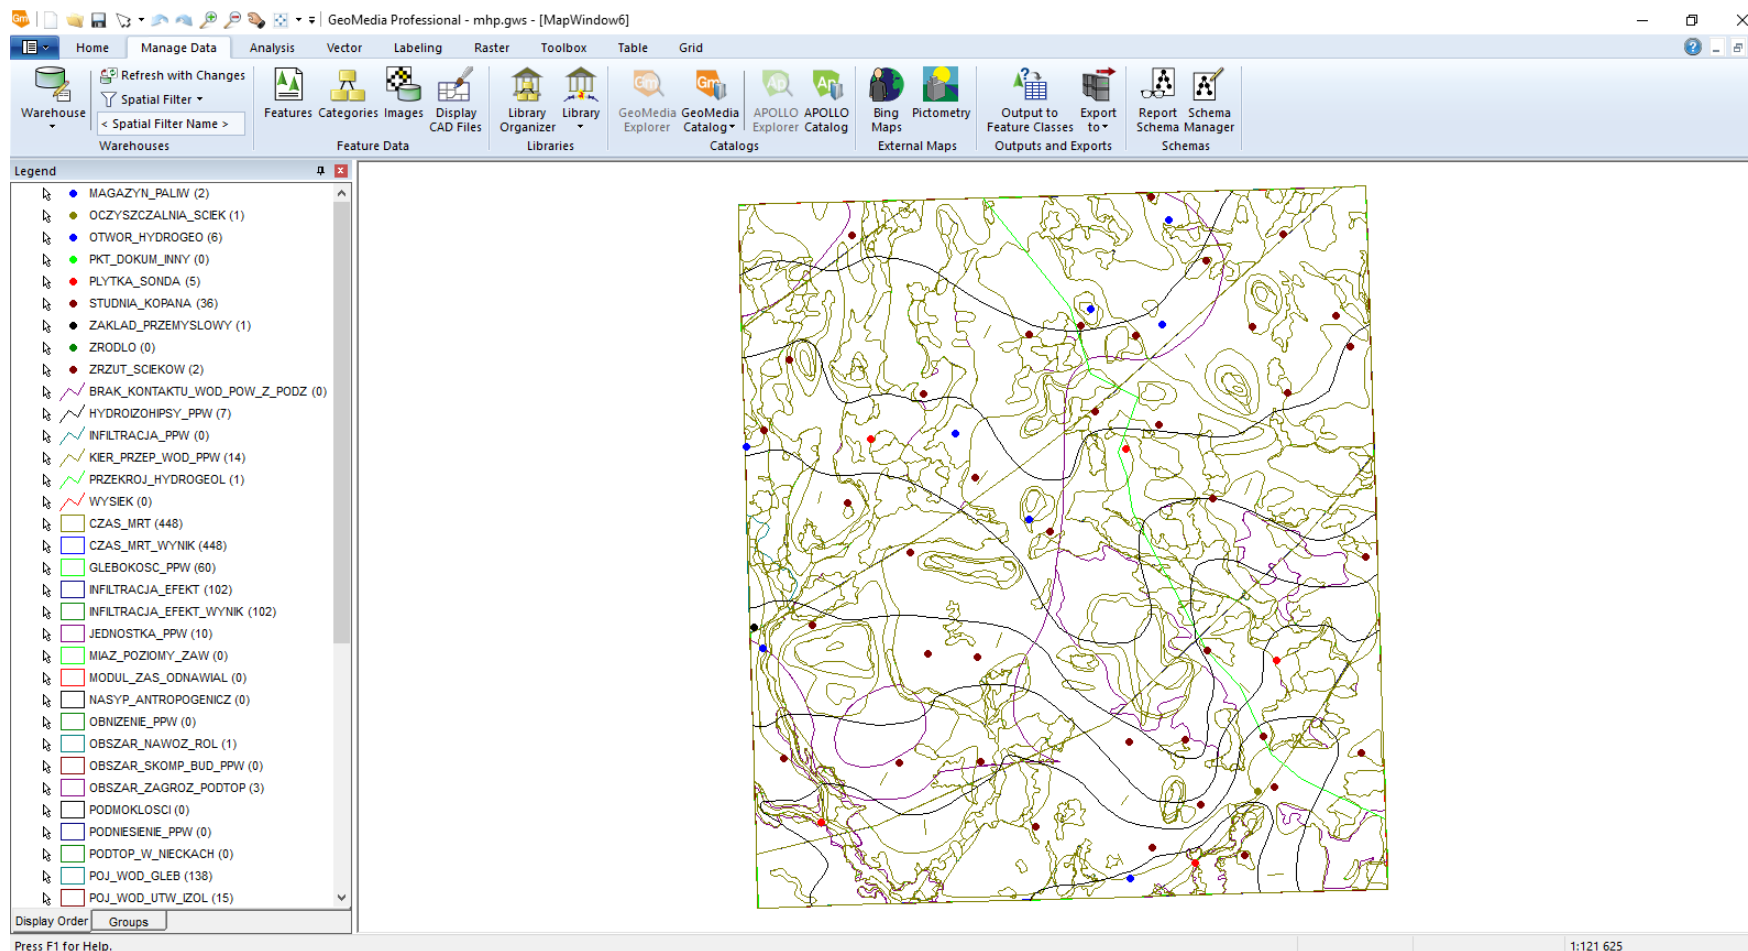 GeoMedia Professional - mhp.gws - [MapWindow6]
Home Manage Data Analysis Vector Labeling Raster Toolbox Table Grid
Warehouse
Refresh with Changes
Spatial Filter
< Spatial Filter Name >
Warehouses
Features Categories Images Display CAD Files
Feature Data
Library Organizer Library
Libraries
GeoMedia Explorer GeoMedia Catalog APOLLO Explorer APOLLO Catalog
Catalogs
Bing Maps Pictometry
External Maps
Output to Feature Classes Export to
Outputs and Exports
Report Schema Schema Manager
Schemas
Legend
MAGAZYN_PALIW (2)
OCZYSZCZALNIA_SCIEK (1)
OTWOR_HYDROGEO (6)
PKT_DOKUM_INNY (0)
PLYTKA_SONDA (5)
STUDNIA_KOPANA (36)
ZAKLAD_PRZEMYSLOWY (1)
ZRODLO (0)
ZRZUT_SCIEKOW (2)
BRAK_KONTAKTU_WOD_POW_Z_PODZ (0)
HYDROIZOHIPSY_PPW (7)
INFILTRACJA_PPW (0)
KIER_PRZEP_WOD_PPW (14)
PRZEKROJ_HYDROGEOL (1)
WYSIEK (0)
CZAS_MRT (448)
CZAS_MRT_WYNIK (448)
GLEBOKOSC_PPW (60)
INFILTRACJA_EFEKT (102)
INFILTRACJA_EFEKT_WYNIK (102)
JEDNOSTKA_PPW (10)
MIAZ_POZIOMY_ZAW (0)
MODUL_ZAS_ODNAWIAL (0)
NASYP_ANTROPOGENICZ (0)
OBNIZENIE_PPW (0)
OBSZAR_NAWOZ_ROL (1)
OBSZAR_SKOMP_BUD_PPW (0)
OBSZAR_ZAGROZ_PODTOP (3)
PODMOKLOSCI (0)
PODNIESIENIE_PPW (0)
PODTOP_W_NIECKACH (0)
POJ_WOD_GLEB (138)
POJ_WOD_UTW_IZOL (15)
Display Order Groups
Press F1 for Help.
1:121 625